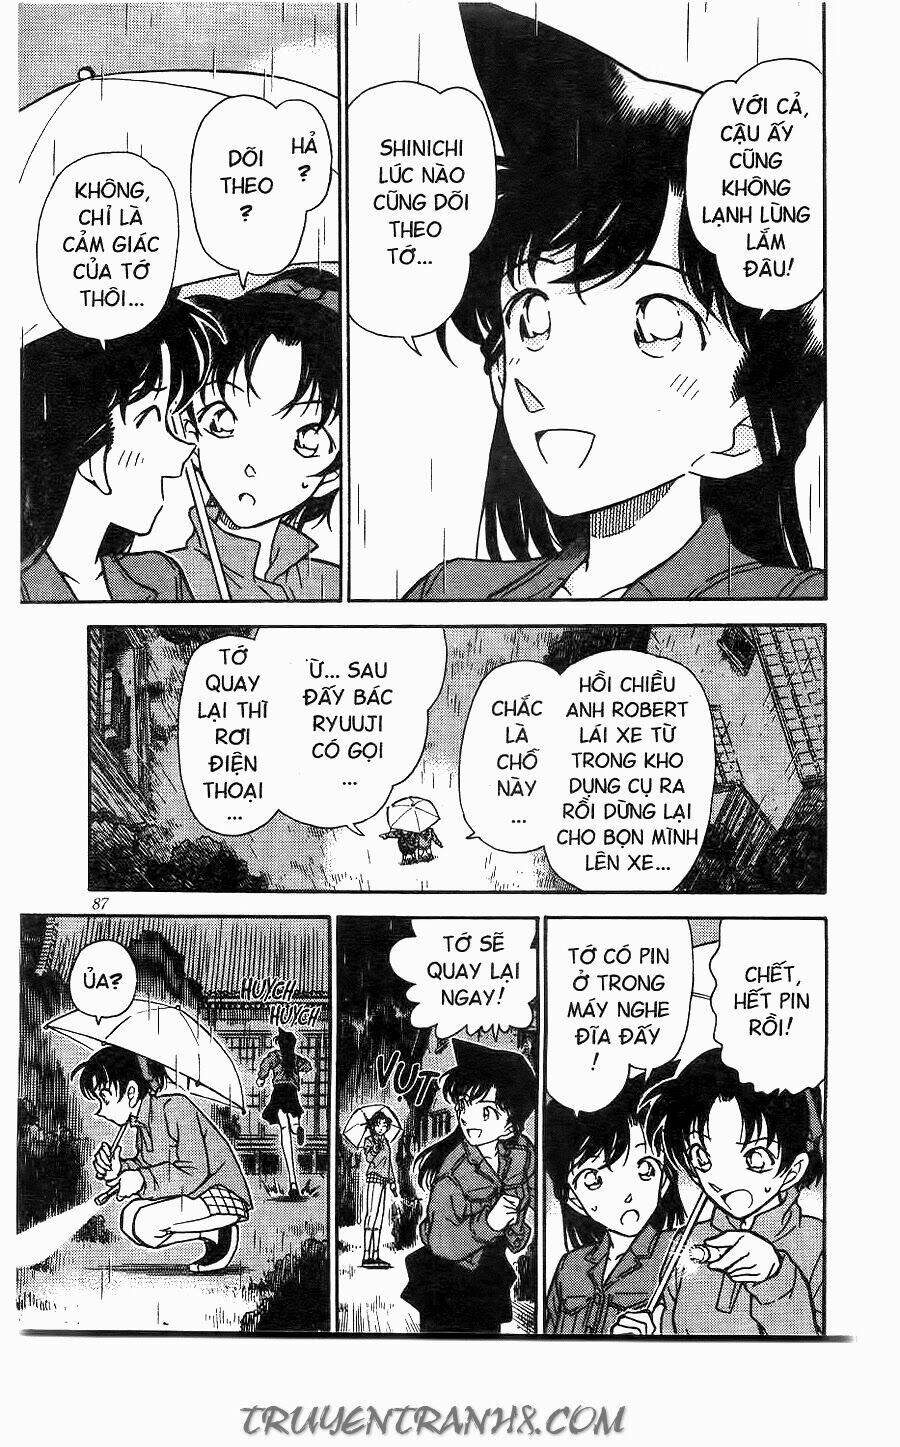 VỚI CẢ,
CẬU ẤY
CŨNG
KHÔNG
LẠNH LÙNG
LẮM
ĐÂU!
SHINICHI
LÚC NÀO
CŨNG DÕI
THEO
TỚ...
HẢ
?
DÕI
THEO
?
KHÔNG,
CHỈ LÀ
CẢM GIÁC
CỦA TỚ
THÔI...
HỒI CHIỀU
ANH ROBERT
LÁI XE TỪ
TRONG KHO
DỤNG CỤ RA
RỒI DỪNG LẠI
CHO BỌN MÌNH
LÊN XE...
CHẮC
LÀ CHỖ
NÀY
...
Ừ... SAU
ĐẤY BÁC
RYUUJI
CÓ GỌI
...
TỚ
QUAY
LẠI THÌ
RƠI
ĐIỆN
THOẠI
...
87
CHẾT,
HẾT PIN
RỒI!
TỚ CÓ PIN
Ở TRONG
MÁY NGHE
ĐĨA ĐẤY
!
TỚ SẼ
QUAY LẠI
NGAY!
VỤT
HUỲCH
HUỲCH
ỦA?
TRUYENTRANH8.COM